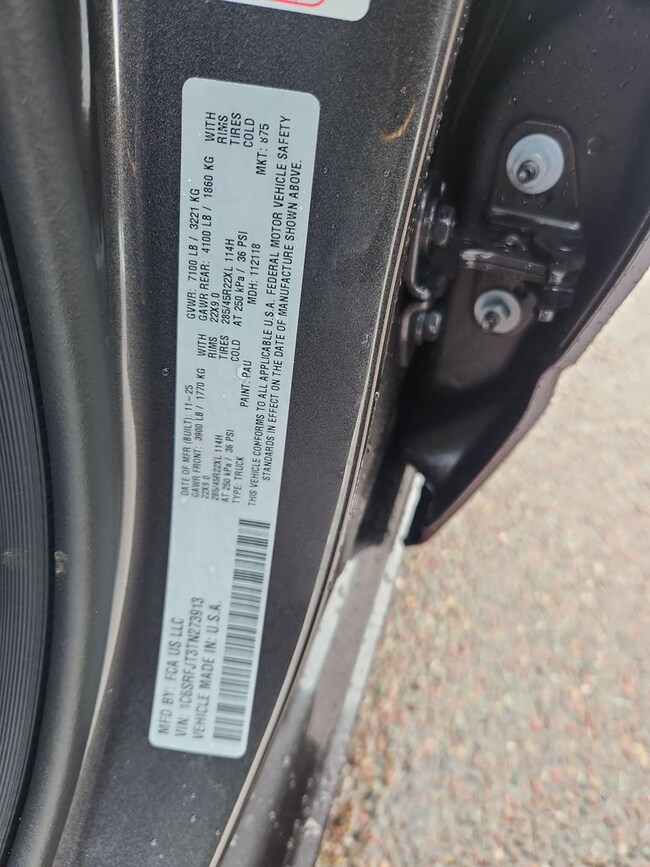 MFD BY: FCA US LLC
VIN: 1C6SRFJT3TN273913
VEHICLE MADE IN: U.S.A.
DATE OF MFR (BUILT): 11-25
GAWR FRONT: 3900 LB / 1770 KG WITH
22X9.0 RIMS
285/45R22XL 114H TIRES
AT 250 kPa / 36 PSI COLD
TYPE: TRUCK
GVWR: 7100 LB / 3221 KG
GAWR REAR: 4100 LB / 1860 KG WITH
22X9.0 RIMS
285/45R22XL 114H TIRES
AT 250 kPa / 36 PSI COLD
PAINT: PAU MDH: 112118 MKT: 875
THIS VEHICLE CONFORMS TO ALL APPLICABLE U.S.A. FEDERAL MOTOR VEHICLE SAFETY
STANDARDS IN EFFECT ON THE DATE OF MANUFACTURE SHOWN ABOVE.